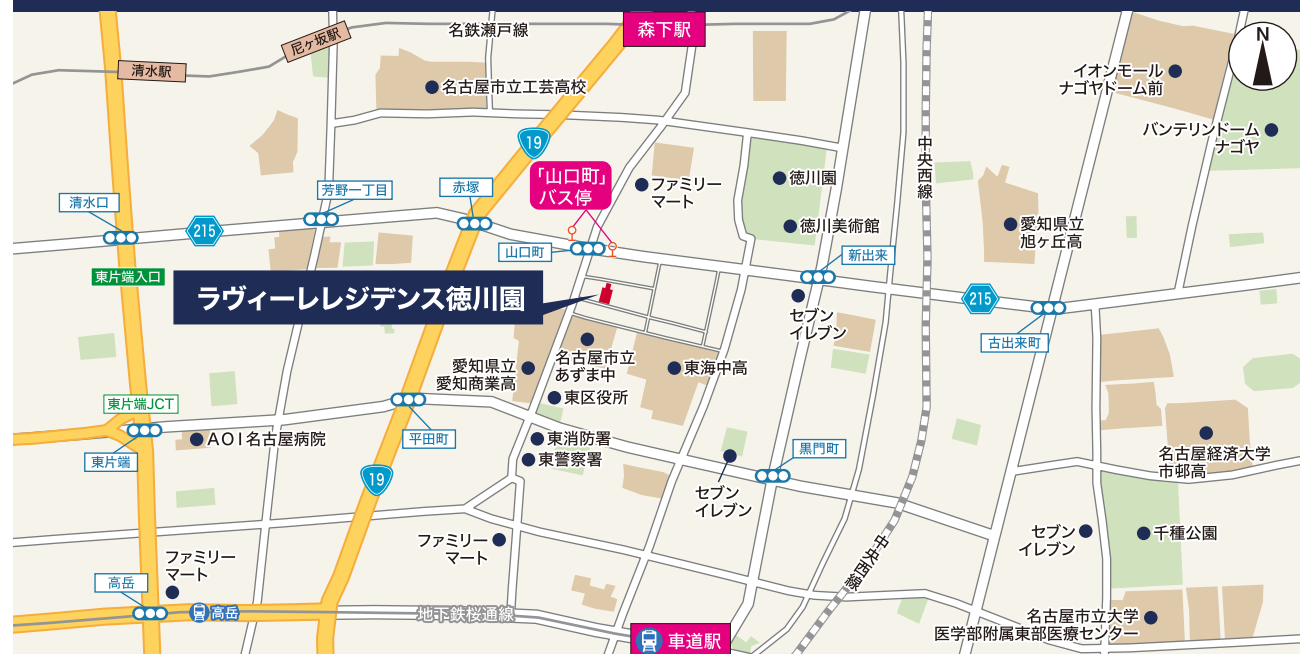 名鉄瀬戸線
森下駅
尼ケ坂駅
清水駅
N
イオンモール
ナゴヤドーム前
名古屋市立工芸高校
バンテリンドーム
ナゴヤ
19
中央西線
「山口町」
バス停
ファミリー
マート
徳川園
芳野一丁目
赤塚
清水口
215
徳川美術館
愛知県立
旭ヶ丘高
山口町
新出来
東片端入口
ラヴィーレレジデンス徳川園
215
セブン
イレブン
古出来町
名古屋市立
あずま中
愛知県立
愛知商業高
東海中高
東区役所
東片端JCT
平田町
AOI名古屋病院
東消防署
東警察署
黒門町
東片端
名古屋経済大学
市邨高
19
セブン
イレブン
ファミリー
マート
中央西線
セブン
イレブン
千種公園
ファミリー
マート
高岳
高岳
地下鉄桜通線
車道駅
名古屋市立大学
医学部附属東部医療センター